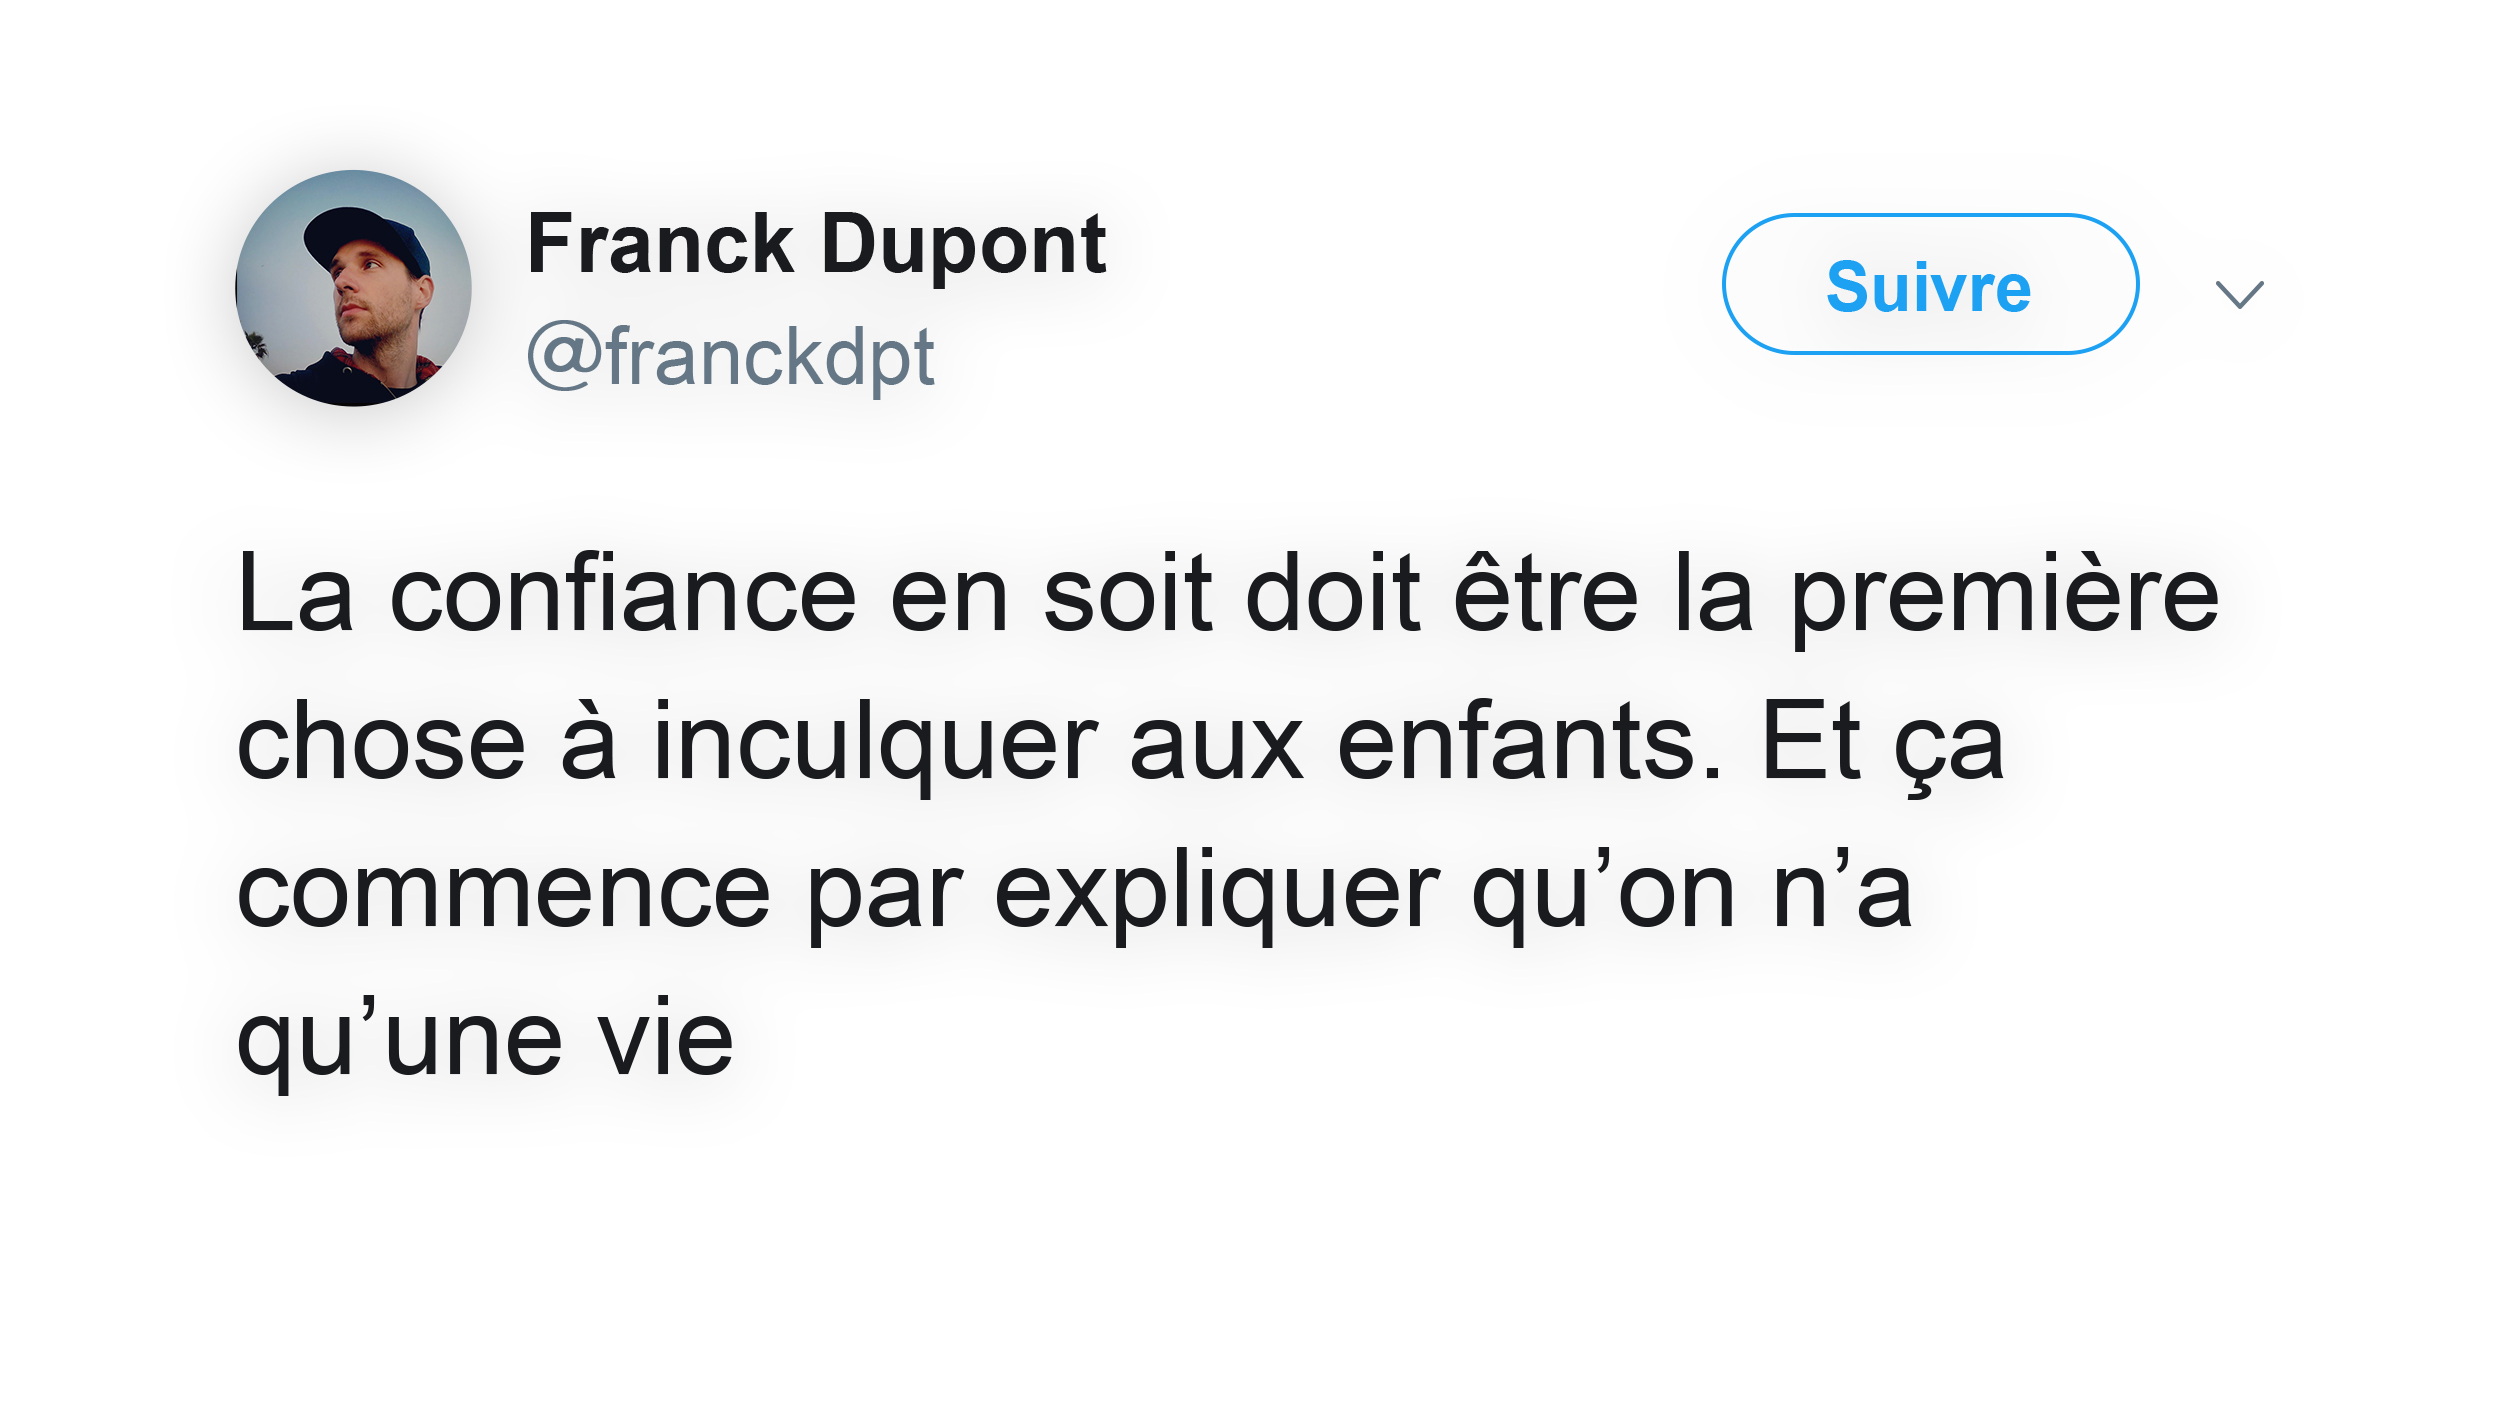 Franck Dupont
@franckdpt
Suivre
La confiance en soit doit être la première
chose à inculquer aux enfants. Et ça
commence par expliquer qu’on n’a
qu’une vie